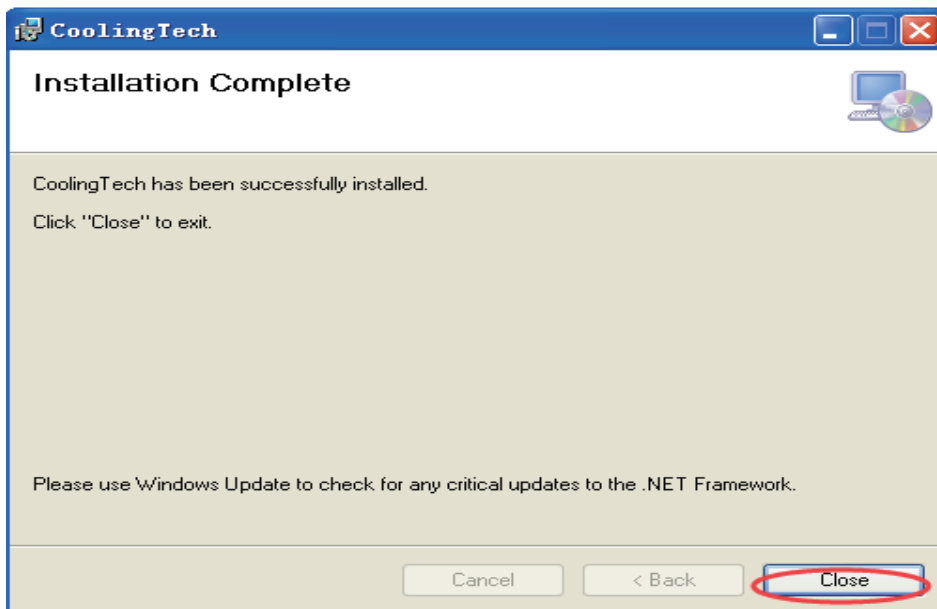 CoolingTech
Installation Complete
CoolingTech has been successfully installed.
Click "Close" to exit.
Please use Windows Update to check for any critical updates to the .NET Framework.
Cancel
< Back
Close